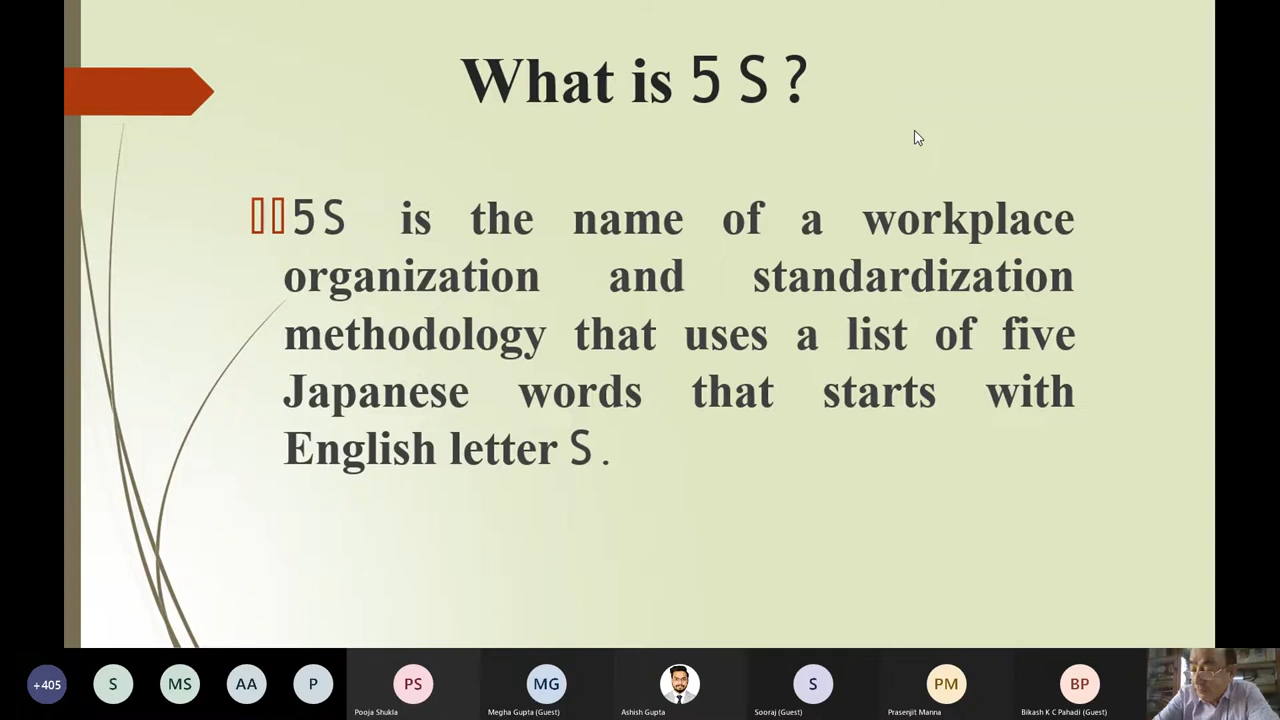 What is 5 S ?
5 S is the name of a workplace
organization and standardization
methodology that uses a list of five
Japanese words that starts with
English letter S .
+405 S MS AA P PS MG S PM BP
Pooja Shukla Megha Gupta (Guest) Ashish Gupta Sooraj (Guest) Prasenjit Manna Bikash K C Pahadi (Guest)